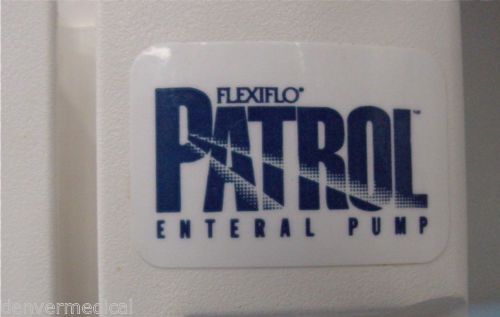 FLEXIFLO®
PATROL™
ENTERAL PUMP
denvermedical